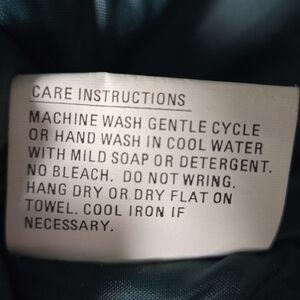 CARE INSTRUCTIONS
MACHINE WASH GENTLE CYCLE
OR HAND WASH IN COOL WATER
WITH MILD SOAP OR DETERGENT.
NO BLEACH. DO NOT WRING.
HANG DRY OR DRY FLAT ON
TOWEL. COOL IRON IF
NECESSARY.